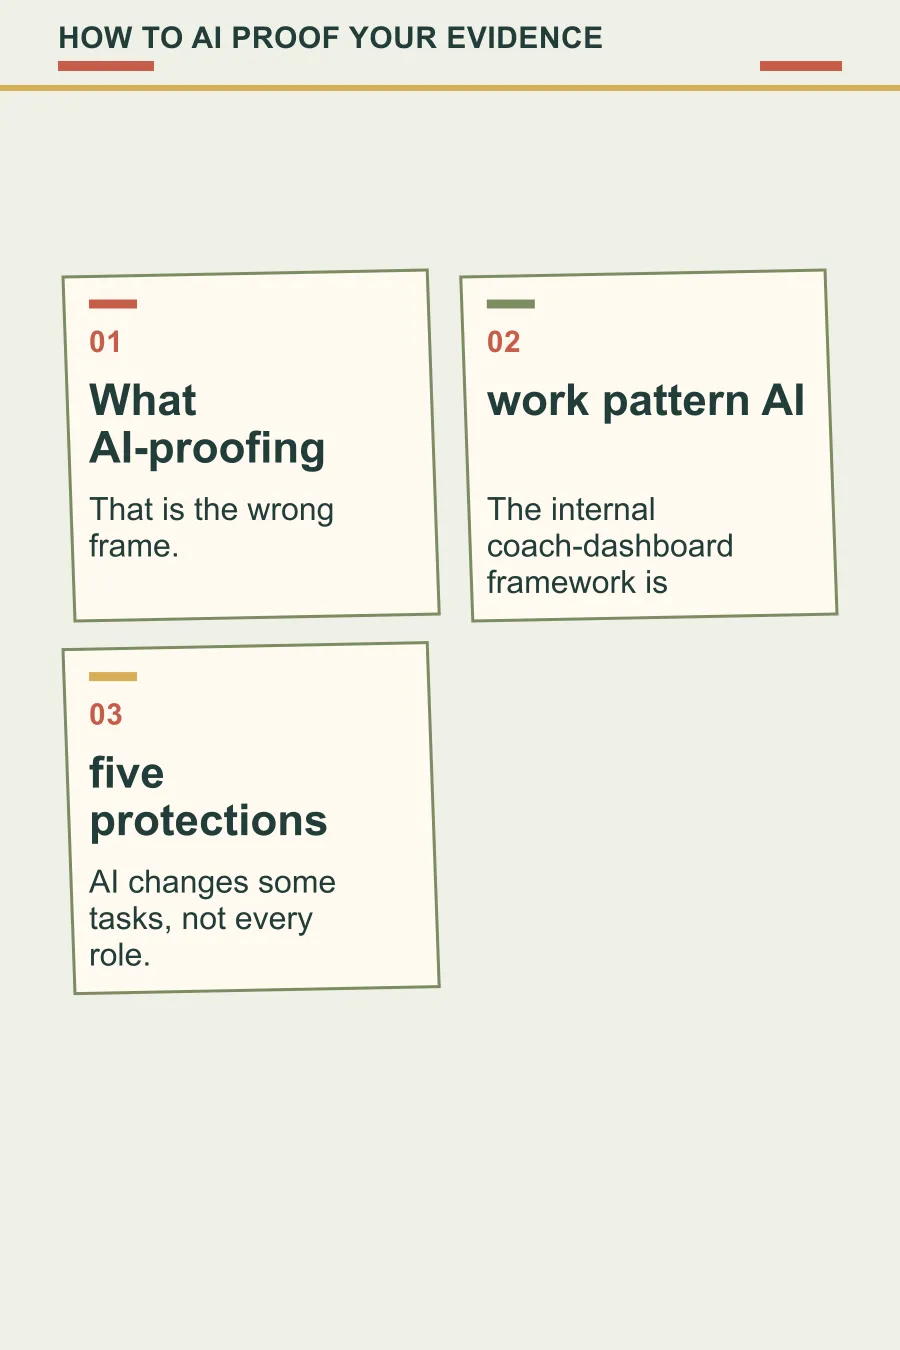 HOW TO AI PROOF YOUR EVIDENCE
01
What
AI-proofing
That is the wrong
frame.
02
work pattern AI
The internal
coach-dashboard
framework is
03
five
protections
AI changes some
tasks, not every
role.